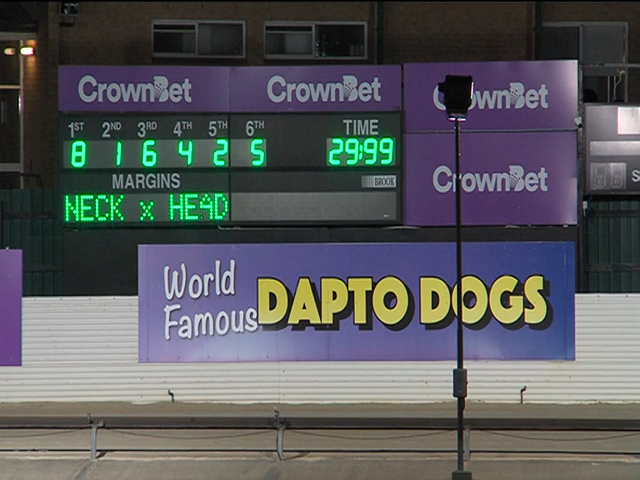 CrownBet CrownBet CrownBet
1ST 2ND 3RD 4TH 5TH 6TH TIME
8 1 6 4 2 5 29:99
MARGINS BROOK
NECK x HEAD
CrownBet
World
Famous
DAPTO DOGS